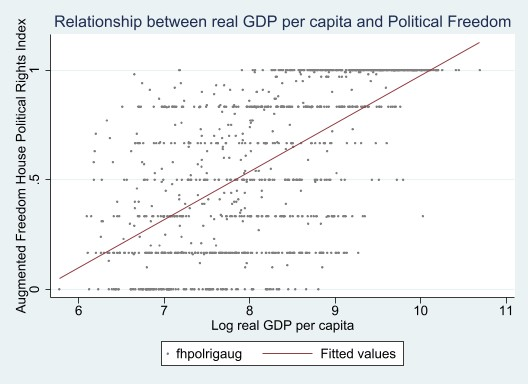 Relationship between real GDP per capita and Political Freedom
Augmented Freedom House Political Rights Index
1
.5
0
6 7 8 9 10 11
Log real GDP per capita
fhpolrigaug Fitted values